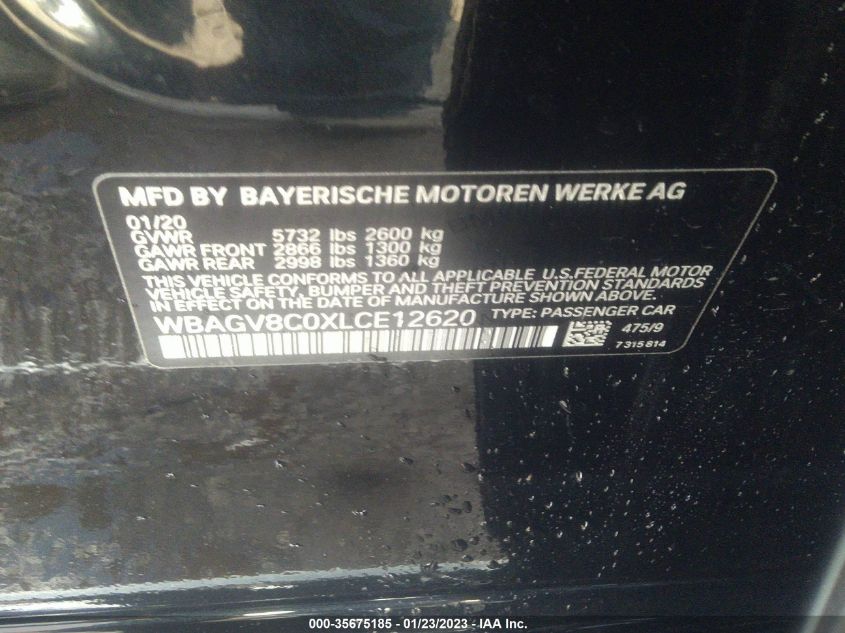 MFD BY BAYERISCHE MOTOREN WERKE AG
01/20
GVWR 5732 lbs 2600 kg
GAWR FRONT 2866 lbs 1300 kg
GAWR REAR 2998 lbs 1360 kg
THIS VEHICLE CONFORMS TO ALL APPLICABLE U.S.FEDERAL MOTOR
VEHICLE SAFETY, BUMPER AND THEFT PREVENTION STANDARDS
IN EFFECT ON THE DATE OF MANUFACTURE SHOWN ABOVE.
WBAGV8C0XLCE12620 TYPE: PASSENGER CAR
475/9
7 315 814
000-35675185 - 01/23/2023 - IAA Inc.